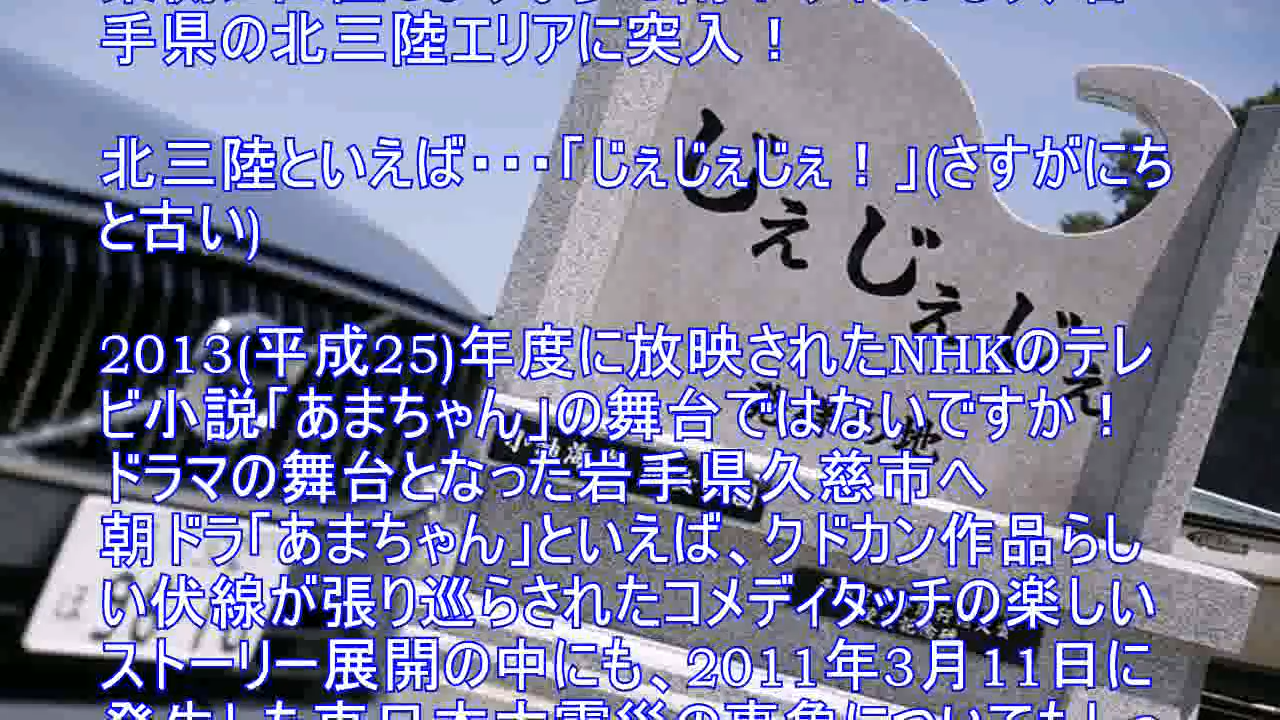 手県の北三陸エリアに突入！
北三陸といえば・・・「じぇじぇじぇ！」(さすがにち
と古い)
2013(平成25)年度に放映されたNHKのテレ
ビ小説「あまちゃん」の舞台ではないですか！
ドラマの舞台となった岩手県久慈市へ
朝ドラ「あまちゃん」といえば、クドカン作品らし
い伏線が張り巡らされたコメディタッチの楽しい
ストーリー展開の中にも、2011年3月11日に
じぇじぇじぇ
発祥の地